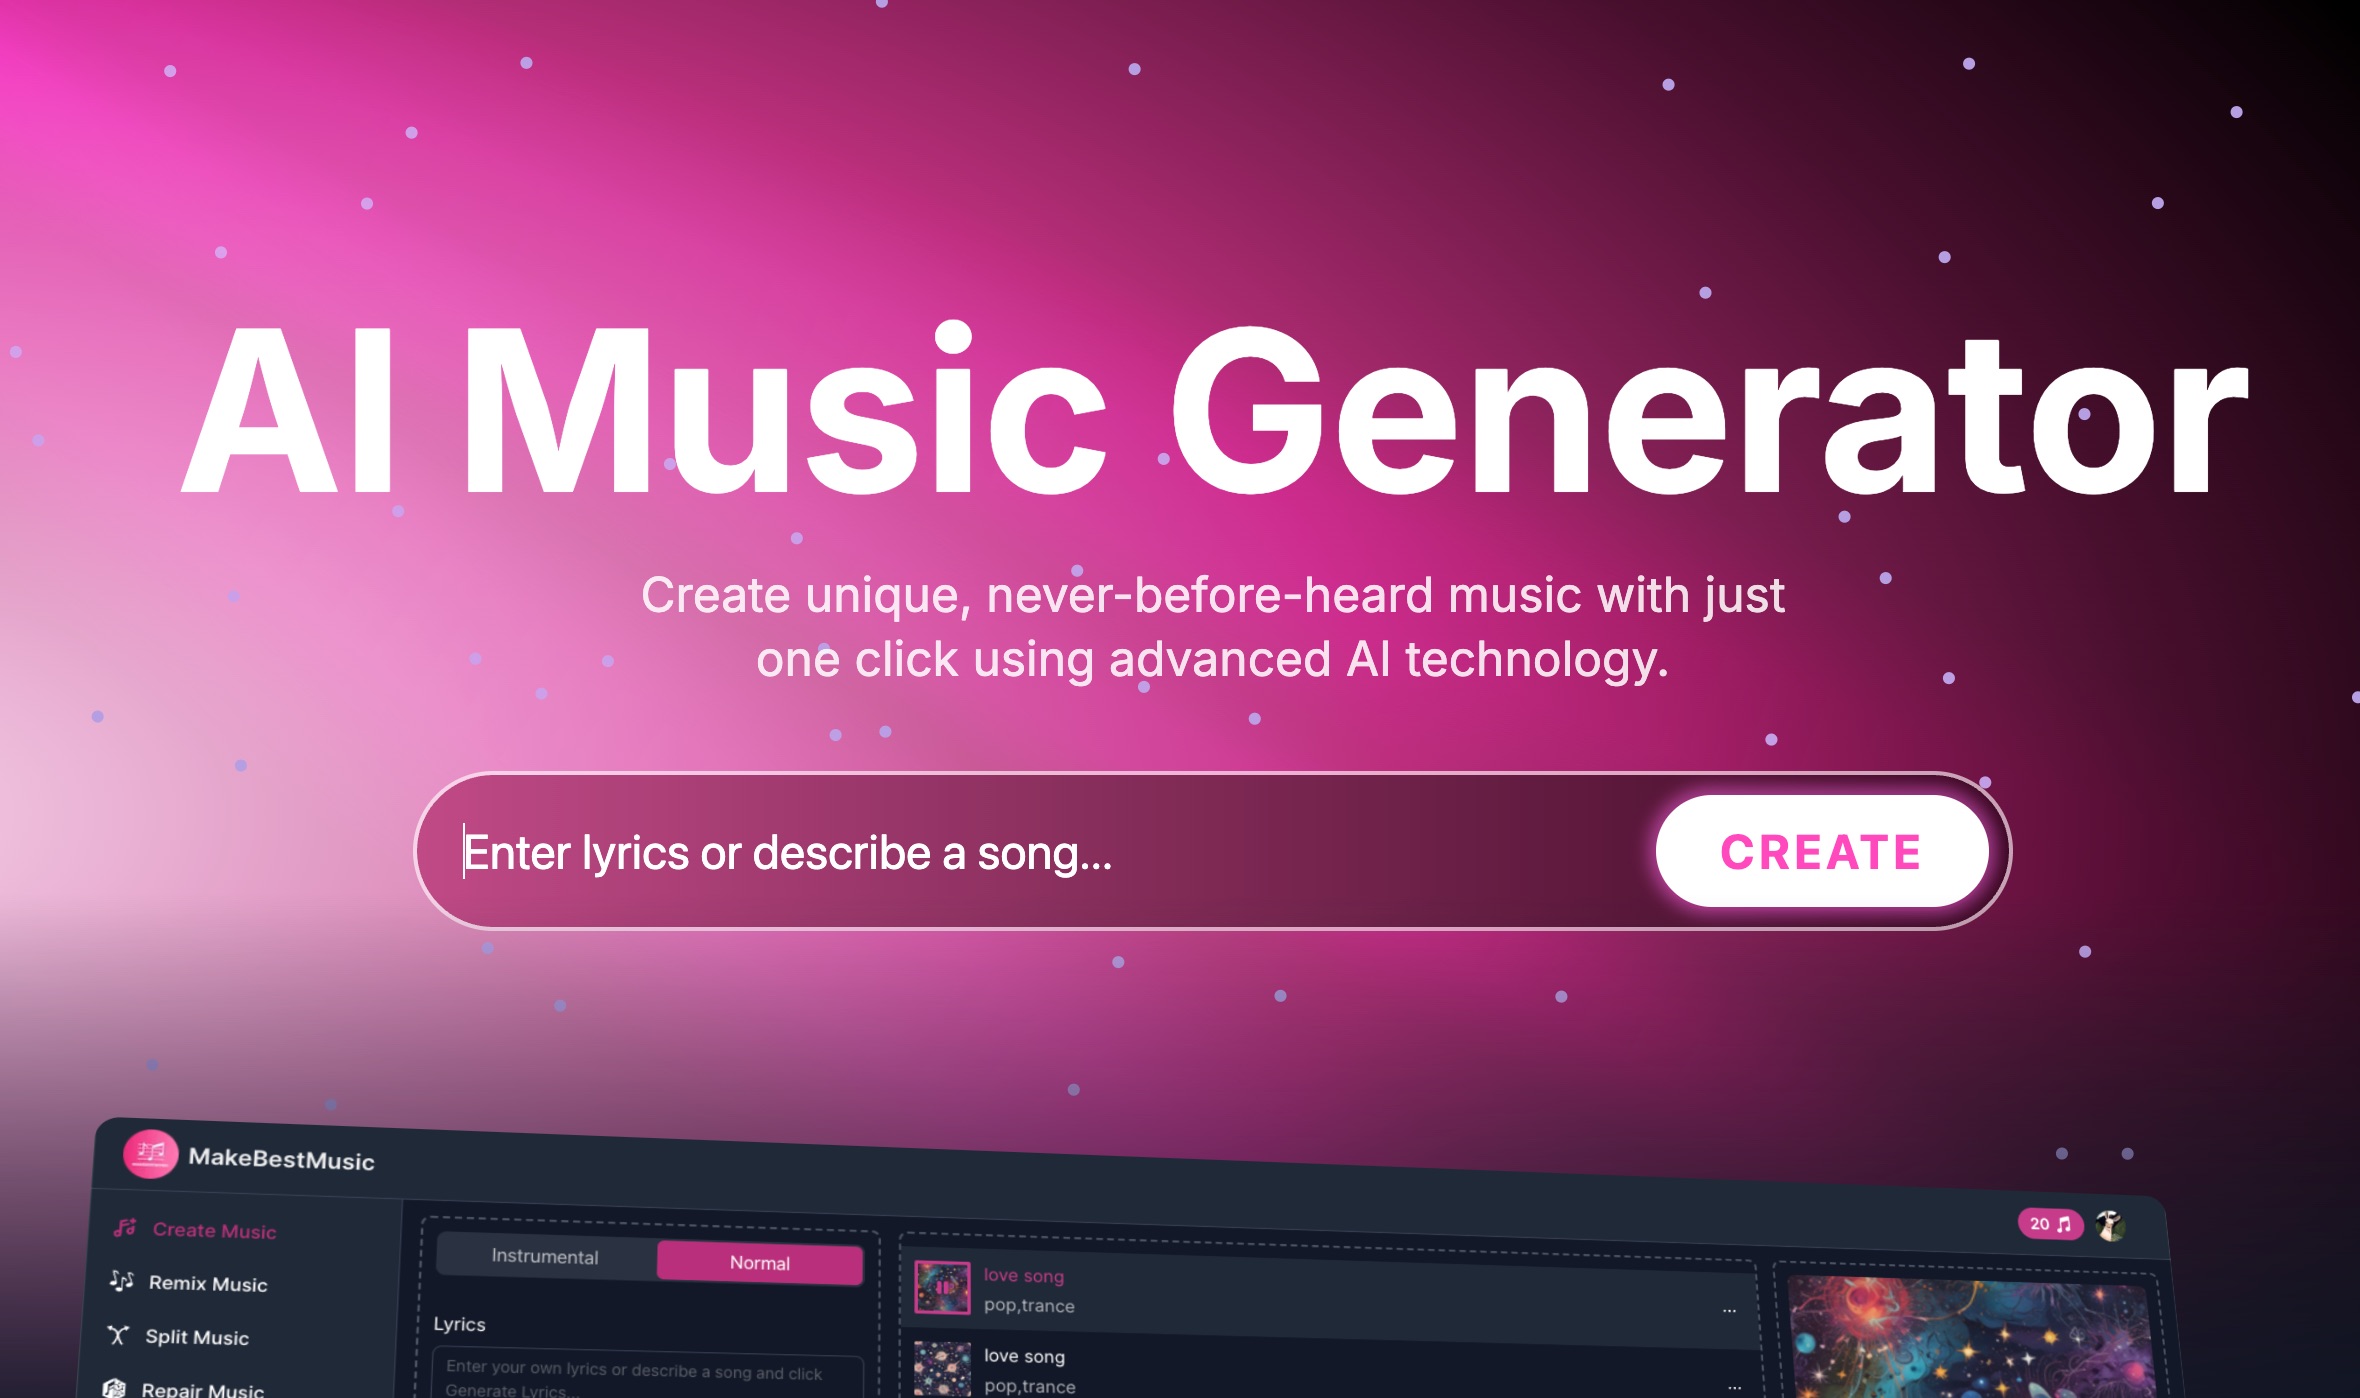 AI Music Generator
Create unique, never-before-heard music with just
one click using advanced AI technology.
Enter lyrics or describe a song...
CREATE
MakeBestMusic
20
Create Music
Remix Music
Split Music
Repair Music
Instrumental
Normal
Lyrics
Enter your own lyrics or describe a song and click
Generate Lyrics...
love song
pop,trance
...
love song
pop,trance
...